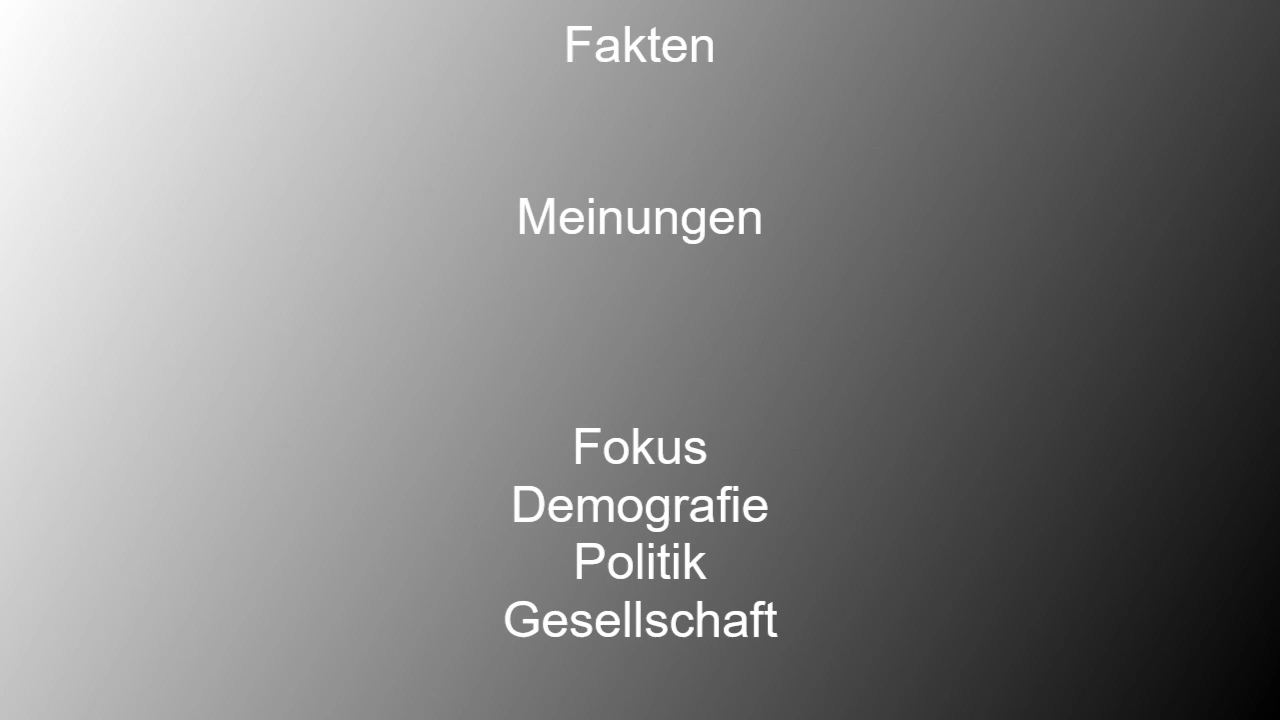 Fakten
Meinungen
Fokus
Demografie
Politik
Gesellschaft